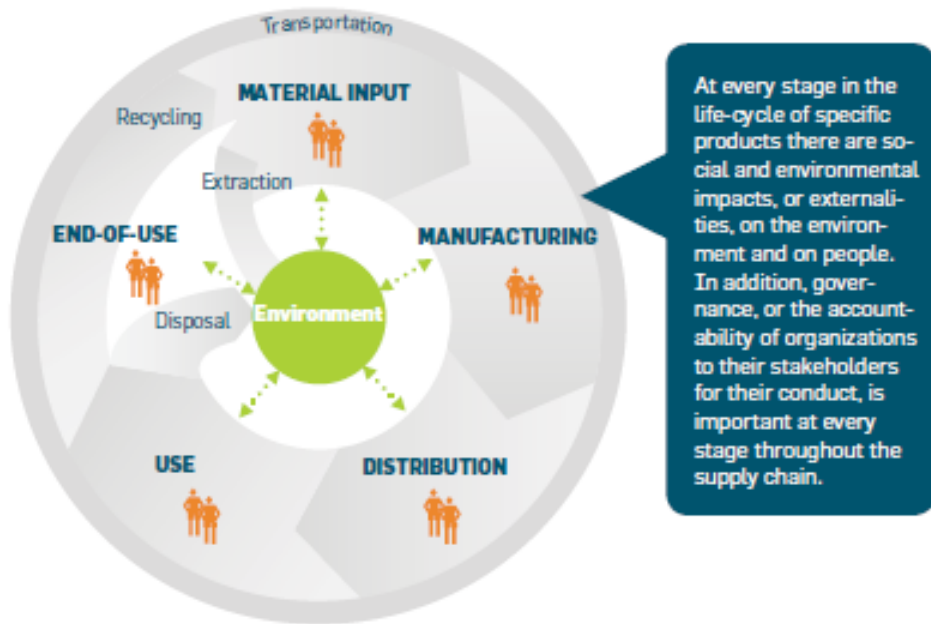 Transportation
MATERIAL INPUT
Recycling
Extraction
END-OF-USE
MANUFACTURING
Environment
Disposal
USE
DISTRIBUTION
At every stage in the
life-cycle of specific
products there are so-
cial and environmental
impacts, or externali-
ties, on the environ-
ment and on people.
In addition, gover-
nance, or the account-
ability of organizations
to their stakeholders
for their conduct, is
important at every
stage throughout the
supply chain.